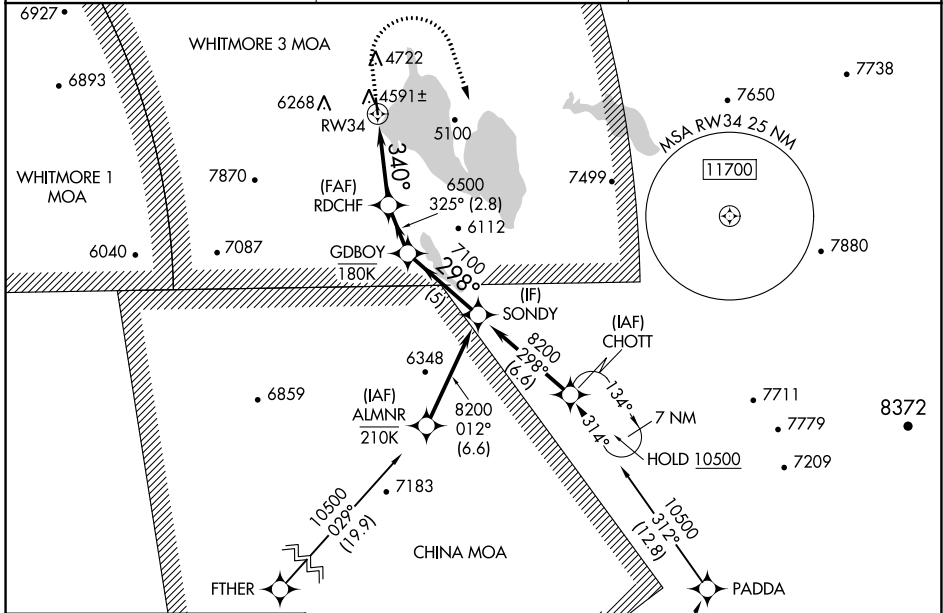 6927
WHITMORE 3 MOA
4722
7738
6893
6268
4591±
7650
RW34
5100
MSA RW34 25 NM
11700
340°
WHITMORE 1
MOA
7870
(FAF)
RDCHF
6500
325° (2.8)
7499
6112
6040
7087
GDBOY
180K
7100
298°
(5)
7880
(IF)
SONDY
(IAF)
CHOTT
8200
298°
(6.6)
6348
6859
(IAF)
ALMNR
210K
8200
012°
(6.6)
134°
314°
7 NM
HOLD 10500
7711
7779
8372
7209
7183
10500
029°
(19.9)
10500
312°
(12.8)
CHINA MOA
FTHER
PADDA